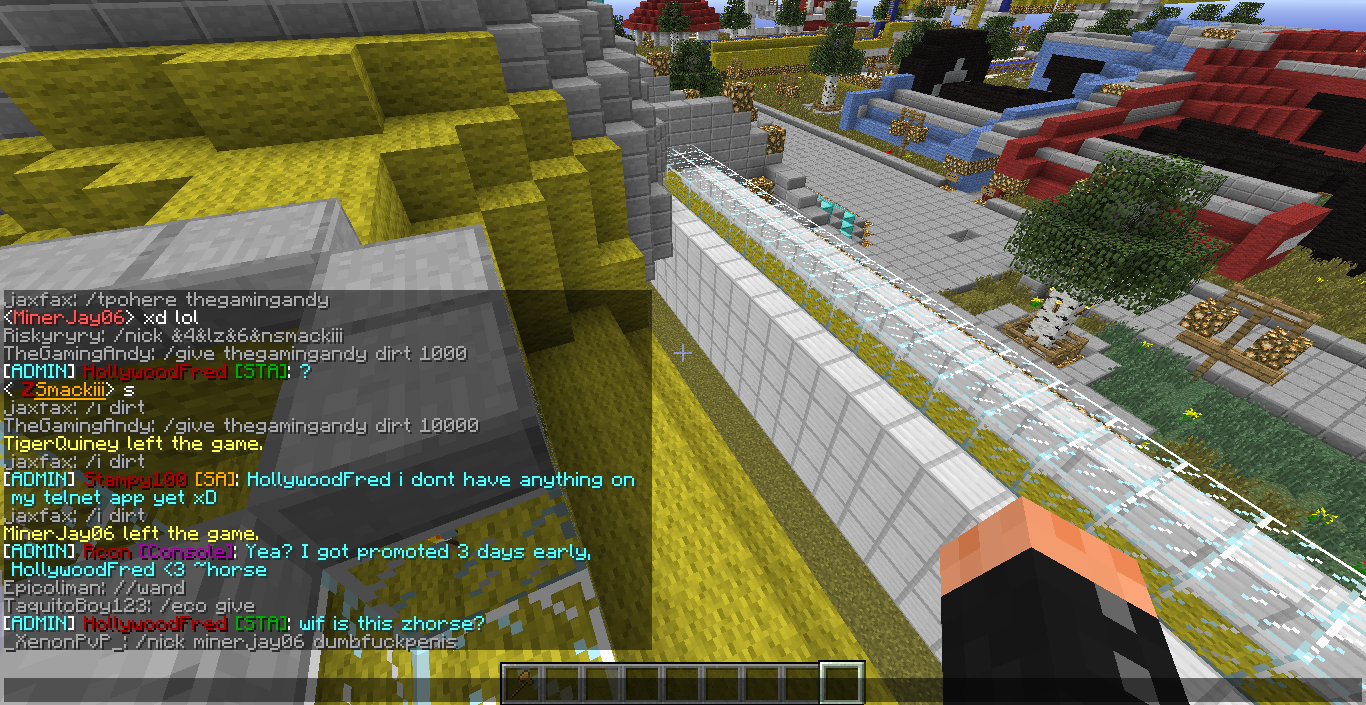 jaxfax: /tpohere thegamingandy
<MinerJay06> xd lol
Riskyryry: /nick &4&lz&6&nsmackiii
TheGamingAndy: /give thegamingandy dirt 1000
[ADMIN] HollywoodFred [STA]: ?
< ZSmackiii> s
jaxfax: /i dirt
TheGamingAndy: /give thegamingandy dirt 10000
TigerQuiney left the game.
jaxfax: /i dirt
[ADMIN] Stampy100 [SA]: HollywoodFred i dont have anything on
my telnet app yet xD
jaxfax: /i dirt
MinerJay06 left the game.
[ADMIN] Rcon [Console]: Yea? I got promoted 3 days early,
HollywoodFred <3 ~horse
Epicoliman: //wand
TaquitoBoy123: /eco give
[ADMIN] HollywoodFred [STA]: wif is this zhorse?
_XenonPvP_: /nick minerjay06 dumbfuckpenis